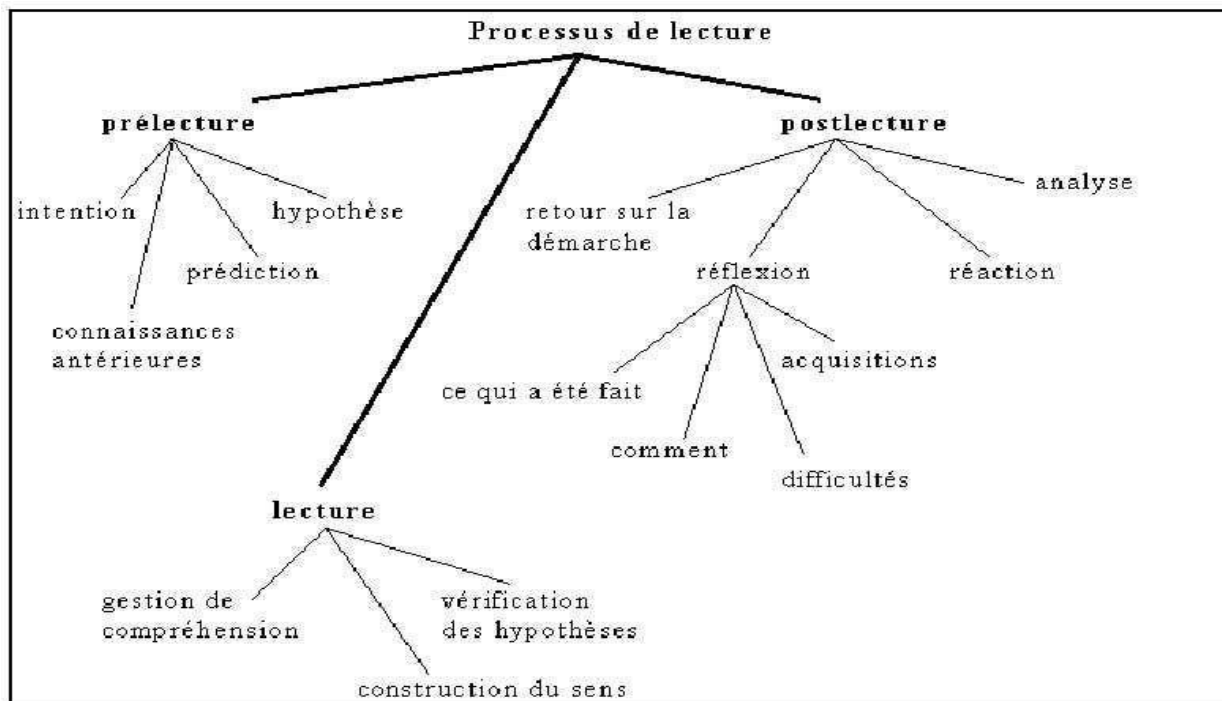 Processus de lecture
prélecture
postlecture
intention
hypothèse
prédiction
connaissances
antérieures
retour sur la
démarche
analyse
réflexion
réaction
ce qui a été fait
acquisitions
comment
difficultés
lecture
gestion de
compréhension
vérification
des hypothèses
construction du sens